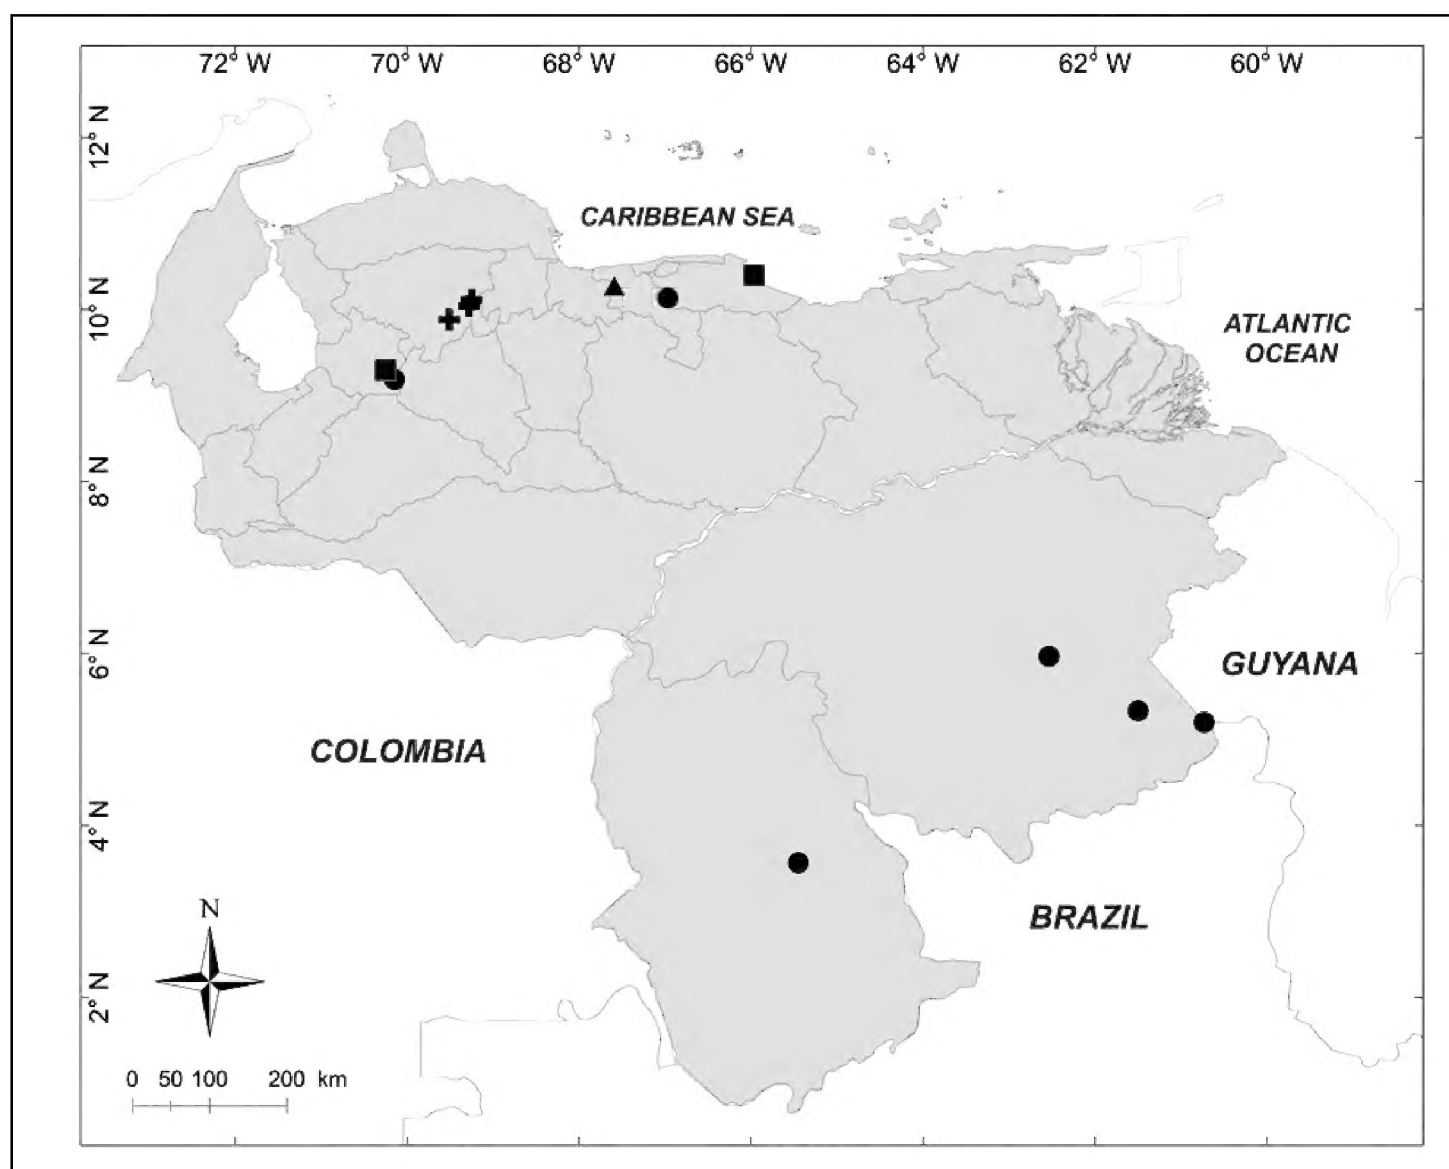 72° W 70° W 68° W 66° W 64° W 62° W 60° W
12° N
10° N
8° N
6° N
4° N
2° N
CARIBBEAN SEA
ATLANTIC
OCEAN
GUYANA
COLOMBIA
BRAZIL
N
0 50 100 200 km